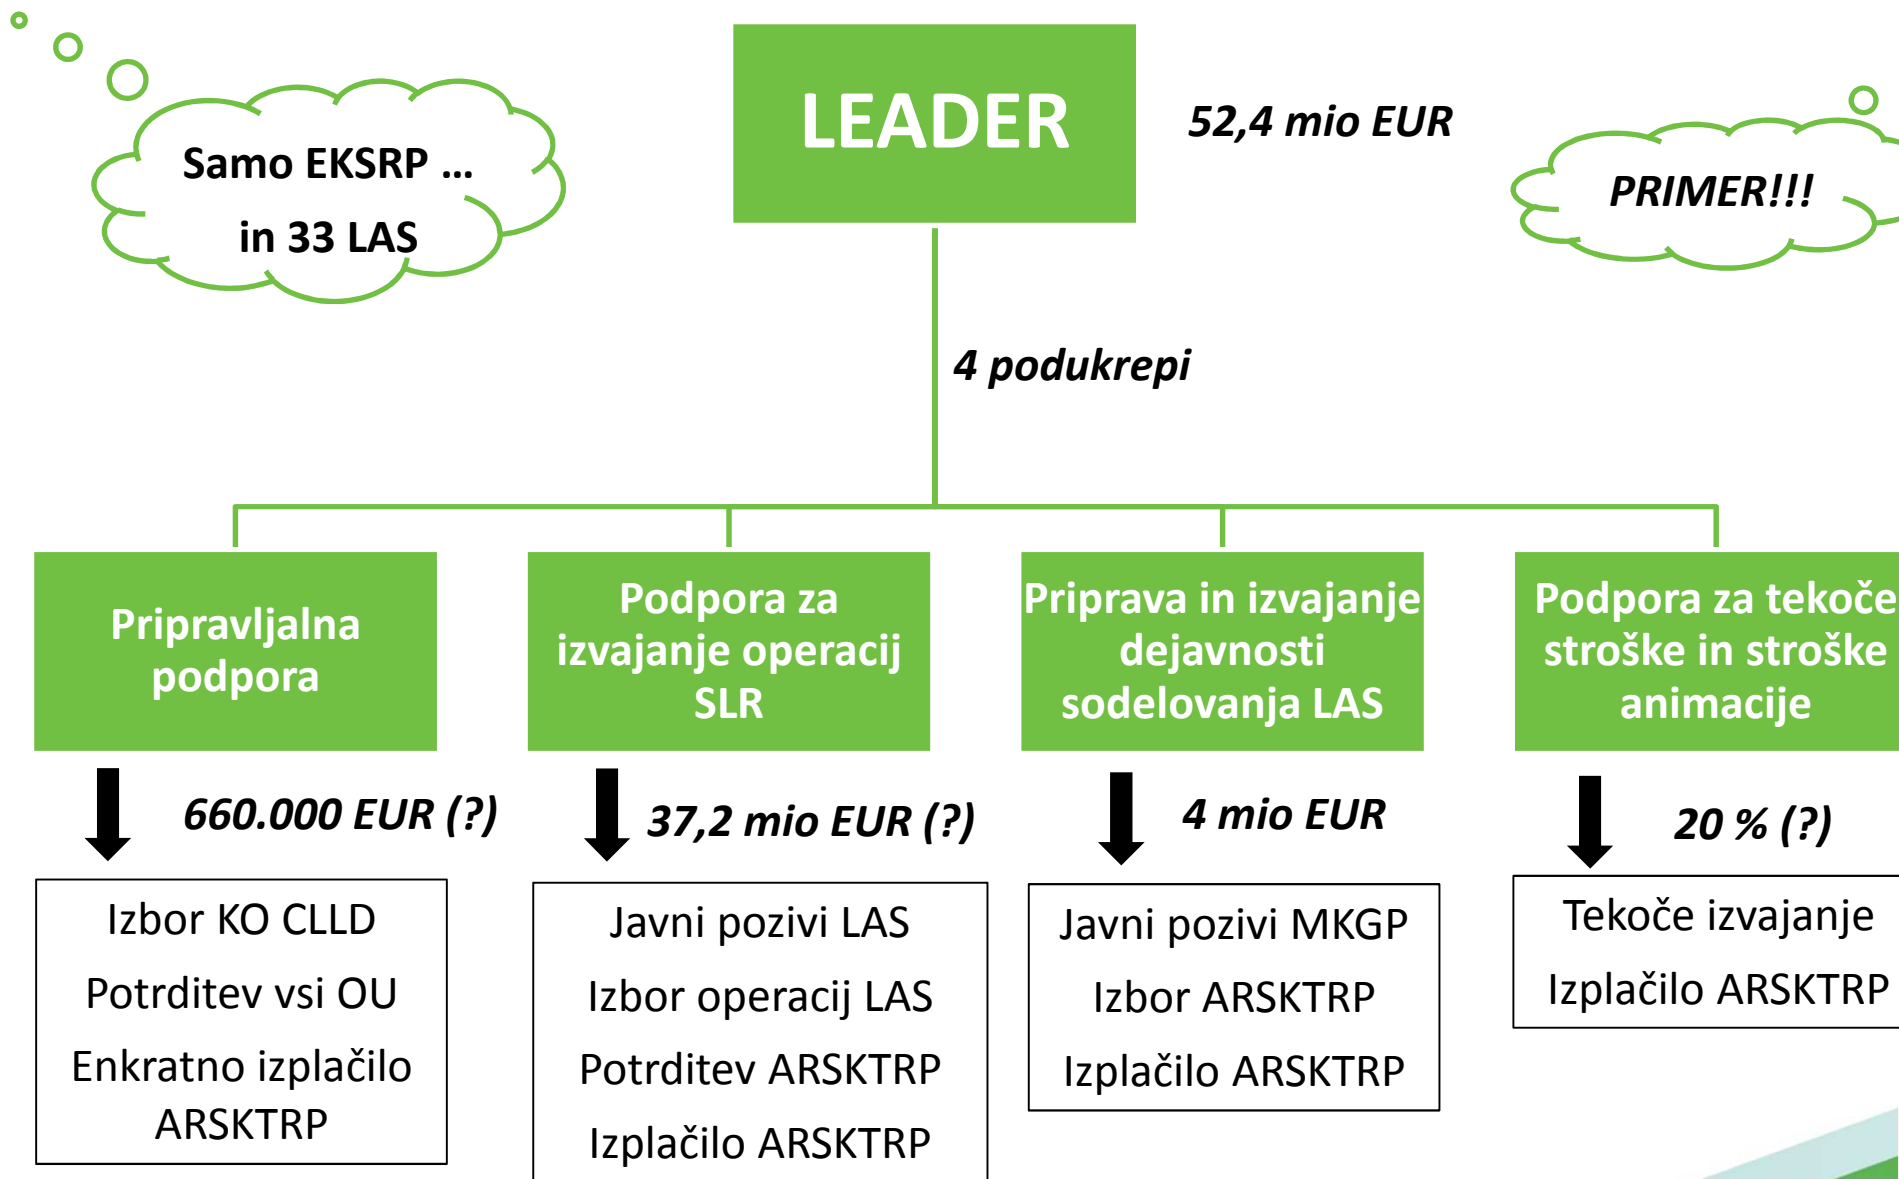 Samo EKSRP ...
in 33 LAS
LEADER
52,4 mio EUR
PRIMER!!!
4 podukrepi
Pripravljalna
podpora
Podpora za
izvajanje operacij
SLR
Priprava in izvajanje
dejavnosti
sodelovanja LAS
Podpora za tekoče
stroške in stroške
animacije
660.000 EUR (?)
37,2 mio EUR (?)
4 mio EUR
20 % (?)
Izbor KO CLLD
Potrditev vsi OU
Enkratno izplačilo
ARSKTRP
Javni pozivi LAS
Izbor operacij LAS
Potrditev ARSKTRP
Izplačilo ARSKTRP
Javni pozivi MKGP
Izbor ARSKTRP
Izplačilo ARSKTRP
Tekoče izvajanje
Izplačilo ARSKTRP